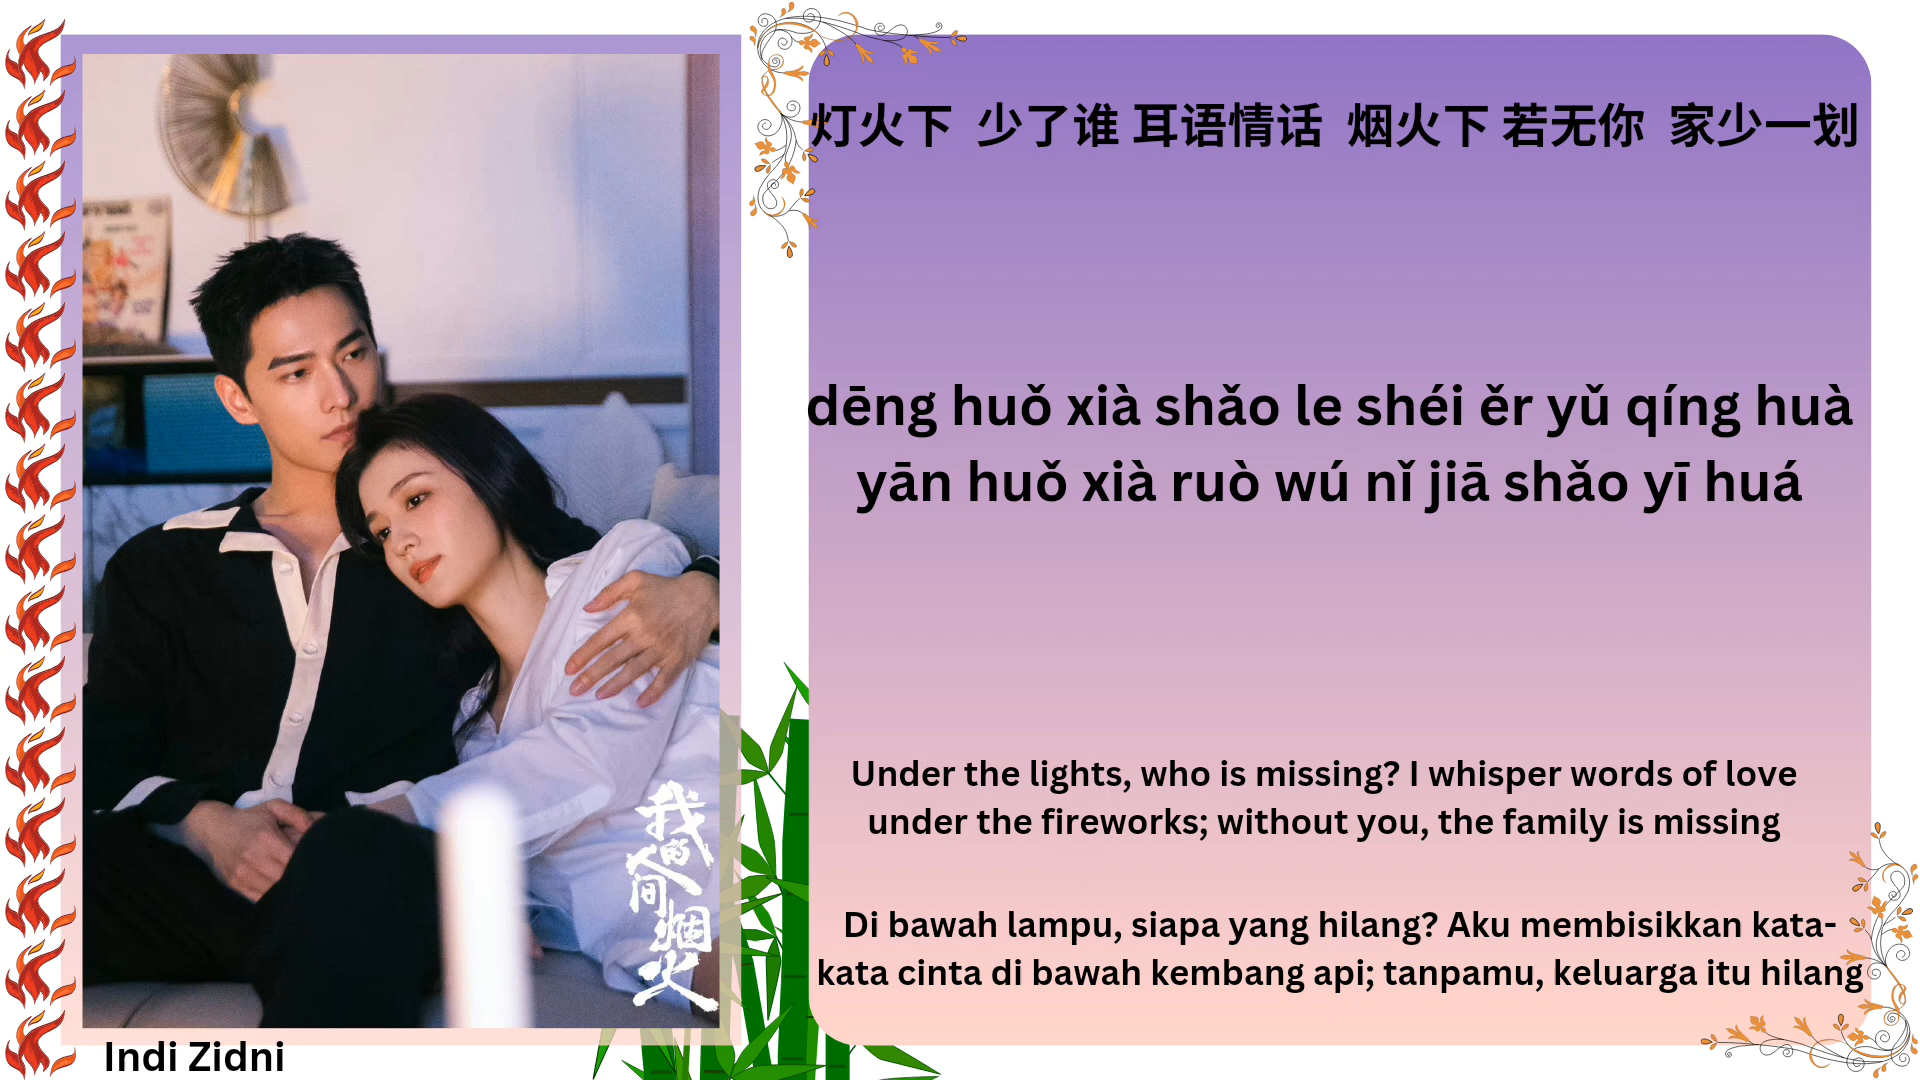 灯火下 少了谁 耳语情话 烟火下 若无你 家少一划
dēng huǒ xià shǎo le shéi ěr yǔ qíng huà
yān huǒ xià ruò wú nǐ jiā shǎo yī huá
Under the lights, who is missing? I whisper words of love
under the fireworks; without you, the family is missing
Di bawah lampu, siapa yang hilang? Aku membisikkan kata-
kata cinta di bawah kembang api; tanpamu, keluarga itu hilang
我的人间烟火
Indi Zidni